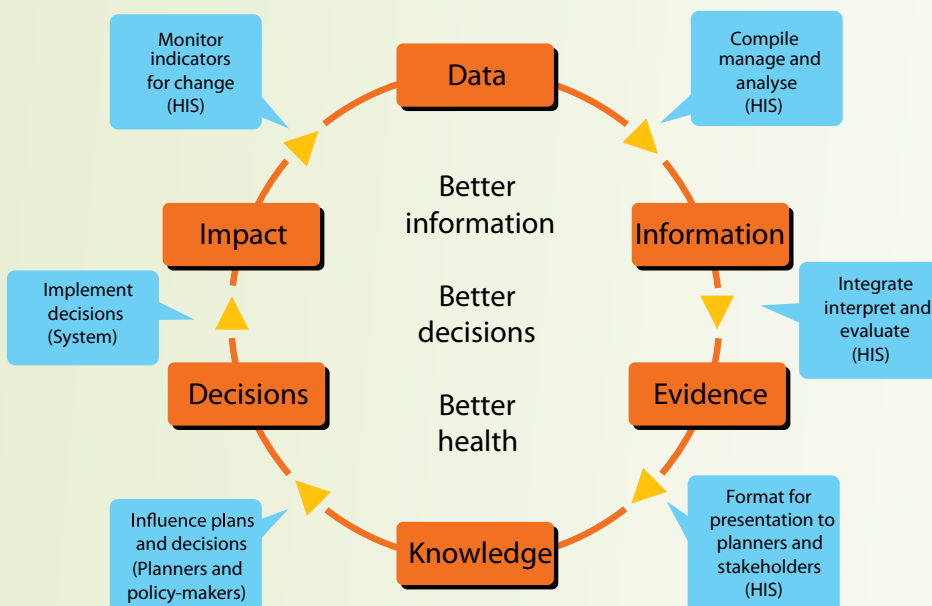 Monitor
indicators
for change
(HIS)
Data
Compile
manage and
analyse
(HIS)
Better
information
Impact
Information
Implement
decisions
(System)
Better
decisions
Integrate
interpret and
evaluate
(HIS)
Decisions
Evidence
Better
health
Influence plans
and decisions
(Planners and
policy-makers)
Knowledge
Format for
presentation to
planners and
stakeholders
(HIS)